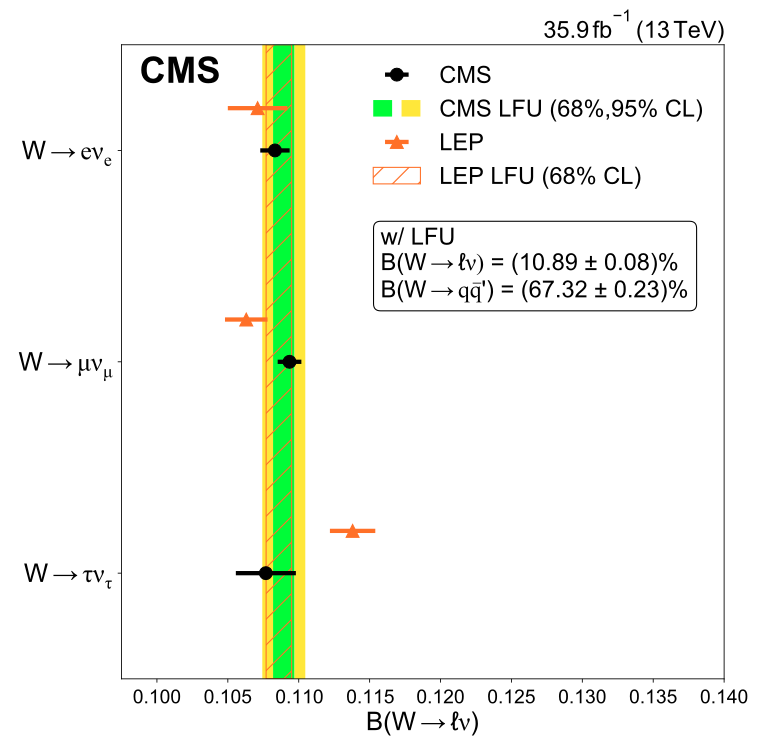 35.9 fb⁻¹ (13 TeV)
CMS
CMS
CMS LFU (68%,95% CL)
LEP
LEP LFU (68% CL)
w/ LFU
B(W → ℓν) = (10.89 ± 0.08)%
B(W → qq̄') = (67.32 ± 0.23)%
W → eνₑ
W → μν_μ
W → τν_τ
0.100 0.105 0.110 0.115 0.120 0.125 0.130 0.135 0.140
B(W → ℓν)